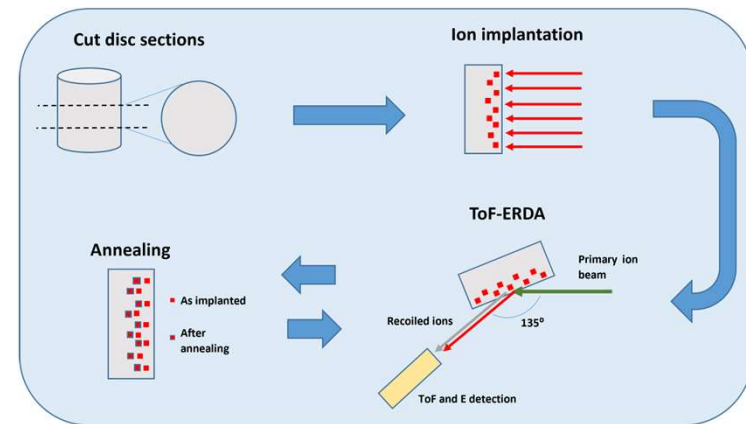 Cut disc sections
Ion implantation
ToF-ERDA
Primary ion
beam
135⁰
Recoiled ions
ToF and E detection
Annealing
As implanted
After
annealing